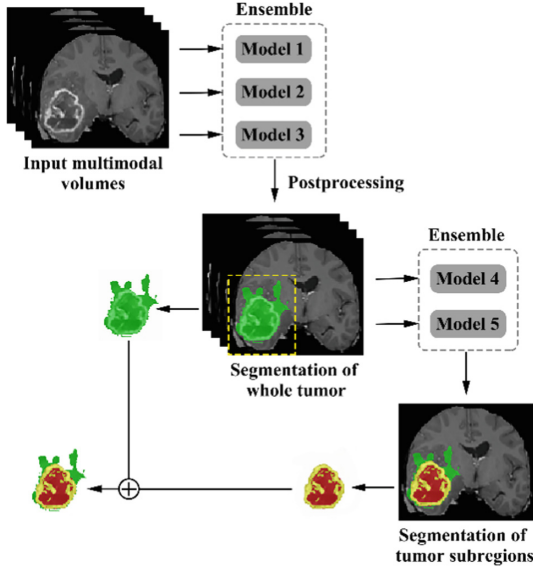 Ensemble
Model 1
Model 2
Model 3
Input multimodal
volumes
Postprocessing
Ensemble
Model 4
Model 5
Segmentation of
whole tumor
Segmentation of
tumor subregions